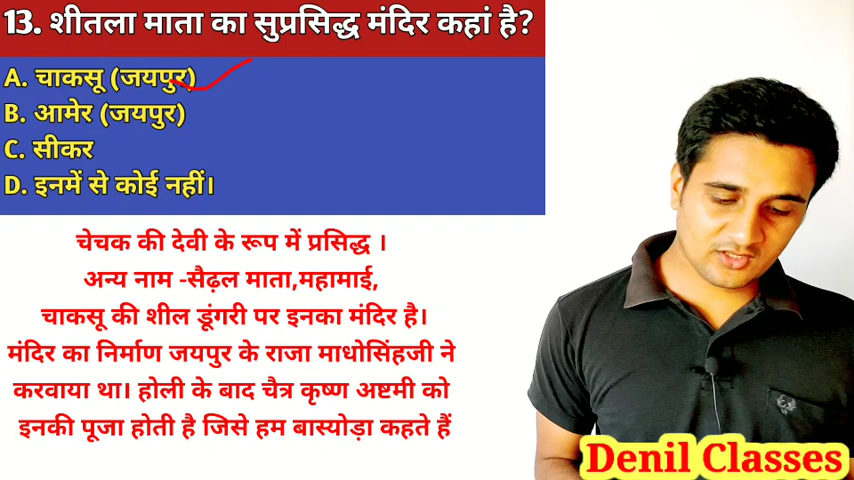 13. शीतला माता का सुप्रसिद्ध मंदिर कहां है?
A. चाकसू (जयपुर)
B. आमेर (जयपुर)
C. सीकर
D. इनमें से कोई नहीं।
चेचक की देवी के रूप में प्रसिद्ध ।
अन्य नाम -सैढ़ल माता,महामाई,
चाकसू की शील डूंगरी पर इनका मंदिर है।
मंदिर का निर्माण जयपुर के राजा माधोसिंहजी ने
करवाया था। होली के बाद चैत्र कृष्ण अष्टमी को
इनकी पूजा होती है जिसे हम बास्योड़ा कहते हैं
Denil Classes